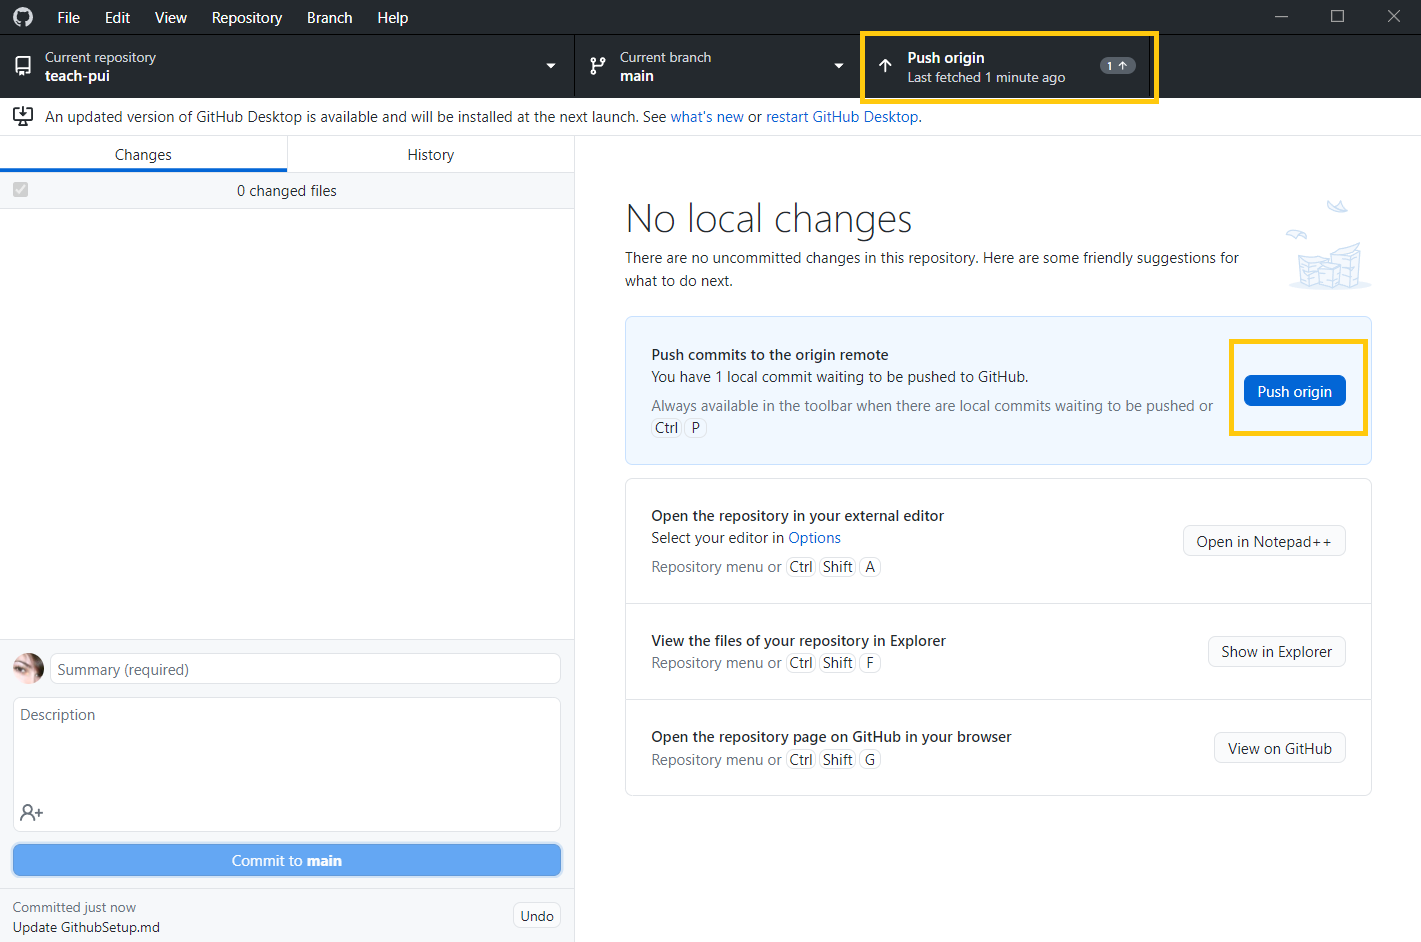 File Edit View Repository Branch Help
Current repository
teach-pui
Current branch
main
Push origin
Last fetched 1 minute ago
1
An updated version of GitHub Desktop is available and will be installed at the next launch. See what's new or restart GitHub Desktop.
Changes
History
0 changed files
No local changes
There are no uncommitted changes in this repository. Here are some friendly suggestions for
what to do next.
Push commits to the origin remote
You have 1 local commit waiting to be pushed to GitHub.
Always available in the toolbar when there are local commits waiting to be pushed or
Ctrl P
Push origin
Open the repository in your external editor
Select your editor in Options
Repository menu or Ctrl Shift A
Open in Notepad++
View the files of your repository in Explorer
Repository menu or Ctrl Shift F
Show in Explorer
Open the repository page on GitHub in your browser
Repository menu or Ctrl Shift G
View on GitHub
Summary (required)
Description
Commit to main
Committed just now
Update GithubSetup.md
Undo